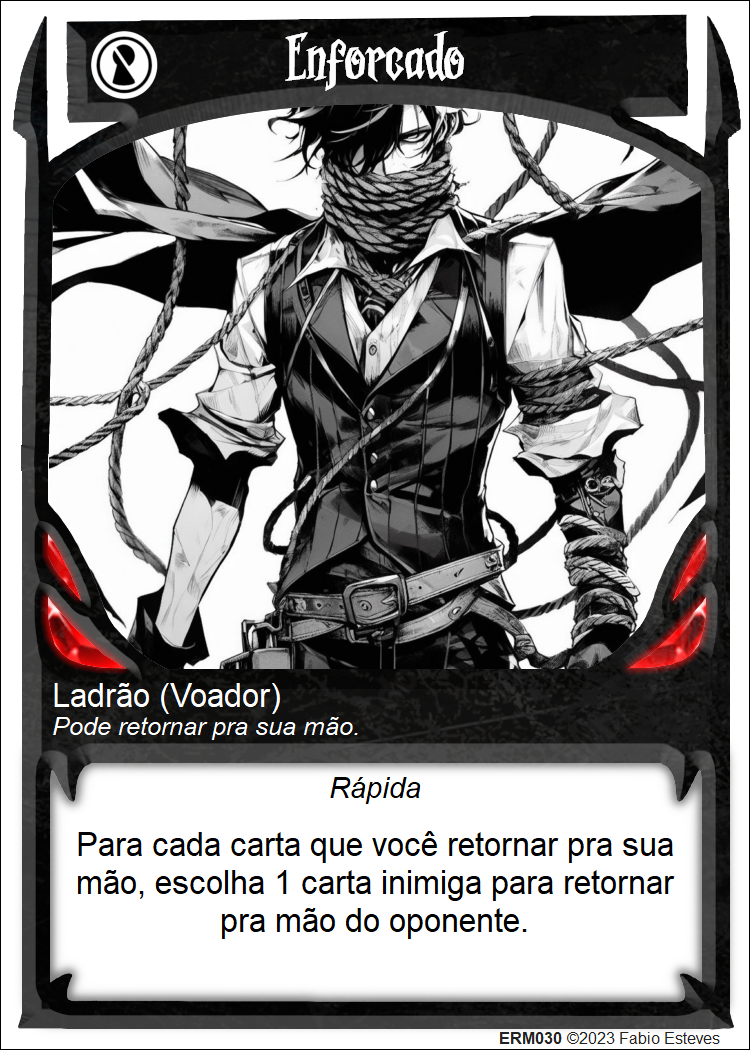 Enforcado
Ladrão (Voador)
Pode retornar pra sua mão.
Rápida
Para cada carta que você retornar pra sua
mão, escolha 1 carta inimiga para retornar
pra mão do oponente.
ERM030 ©2023 Fabio Esteves